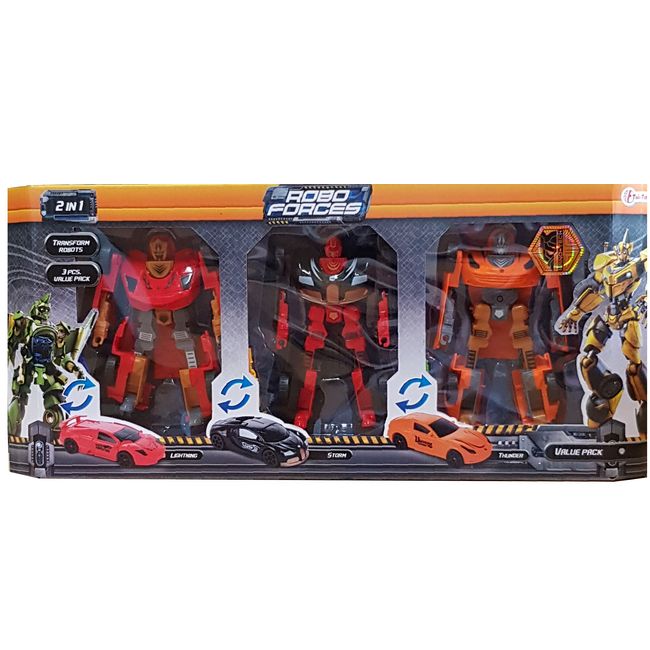 2 IN 1
ROBO
FORCES
TRANSFORM
ROBOTS
3 PCS.
VALUE PACK
LIGHTNING
STORM
THUNDER
VALUE PACK